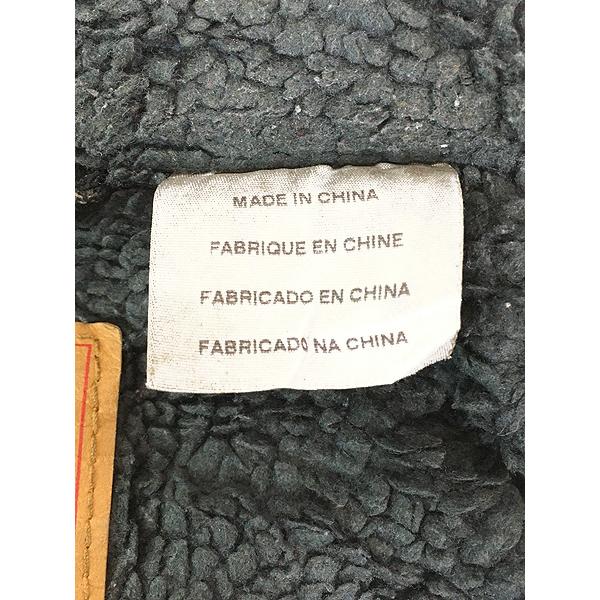 MADE IN CHINA
FABRIQUE EN CHINE
FABRICADO EN CHINA
FABRICADO NA CHINA